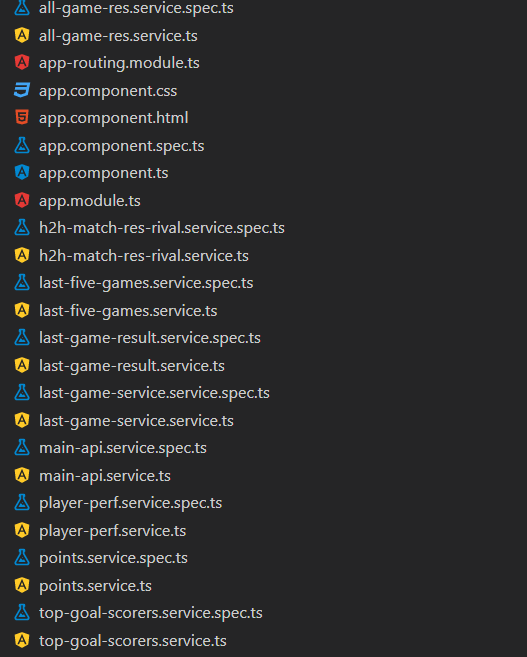 all-game-res.service.spec.ts
all-game-res.service.ts
app-routing.module.ts
app.component.css
app.component.html
app.component.spec.ts
app.component.ts
app.module.ts
h2h-match-res-rival.service.spec.ts
h2h-match-res-rival.service.ts
last-five-games.service.spec.ts
last-five-games.service.ts
last-game-result.service.spec.ts
last-game-result.service.ts
last-game-service.service.spec.ts
last-game-service.service.ts
main-api.service.spec.ts
main-api.service.ts
player-perf.service.spec.ts
player-perf.service.ts
points.service.spec.ts
points.service.ts
top-goal-scorers.service.spec.ts
top-goal-scorers.service.ts